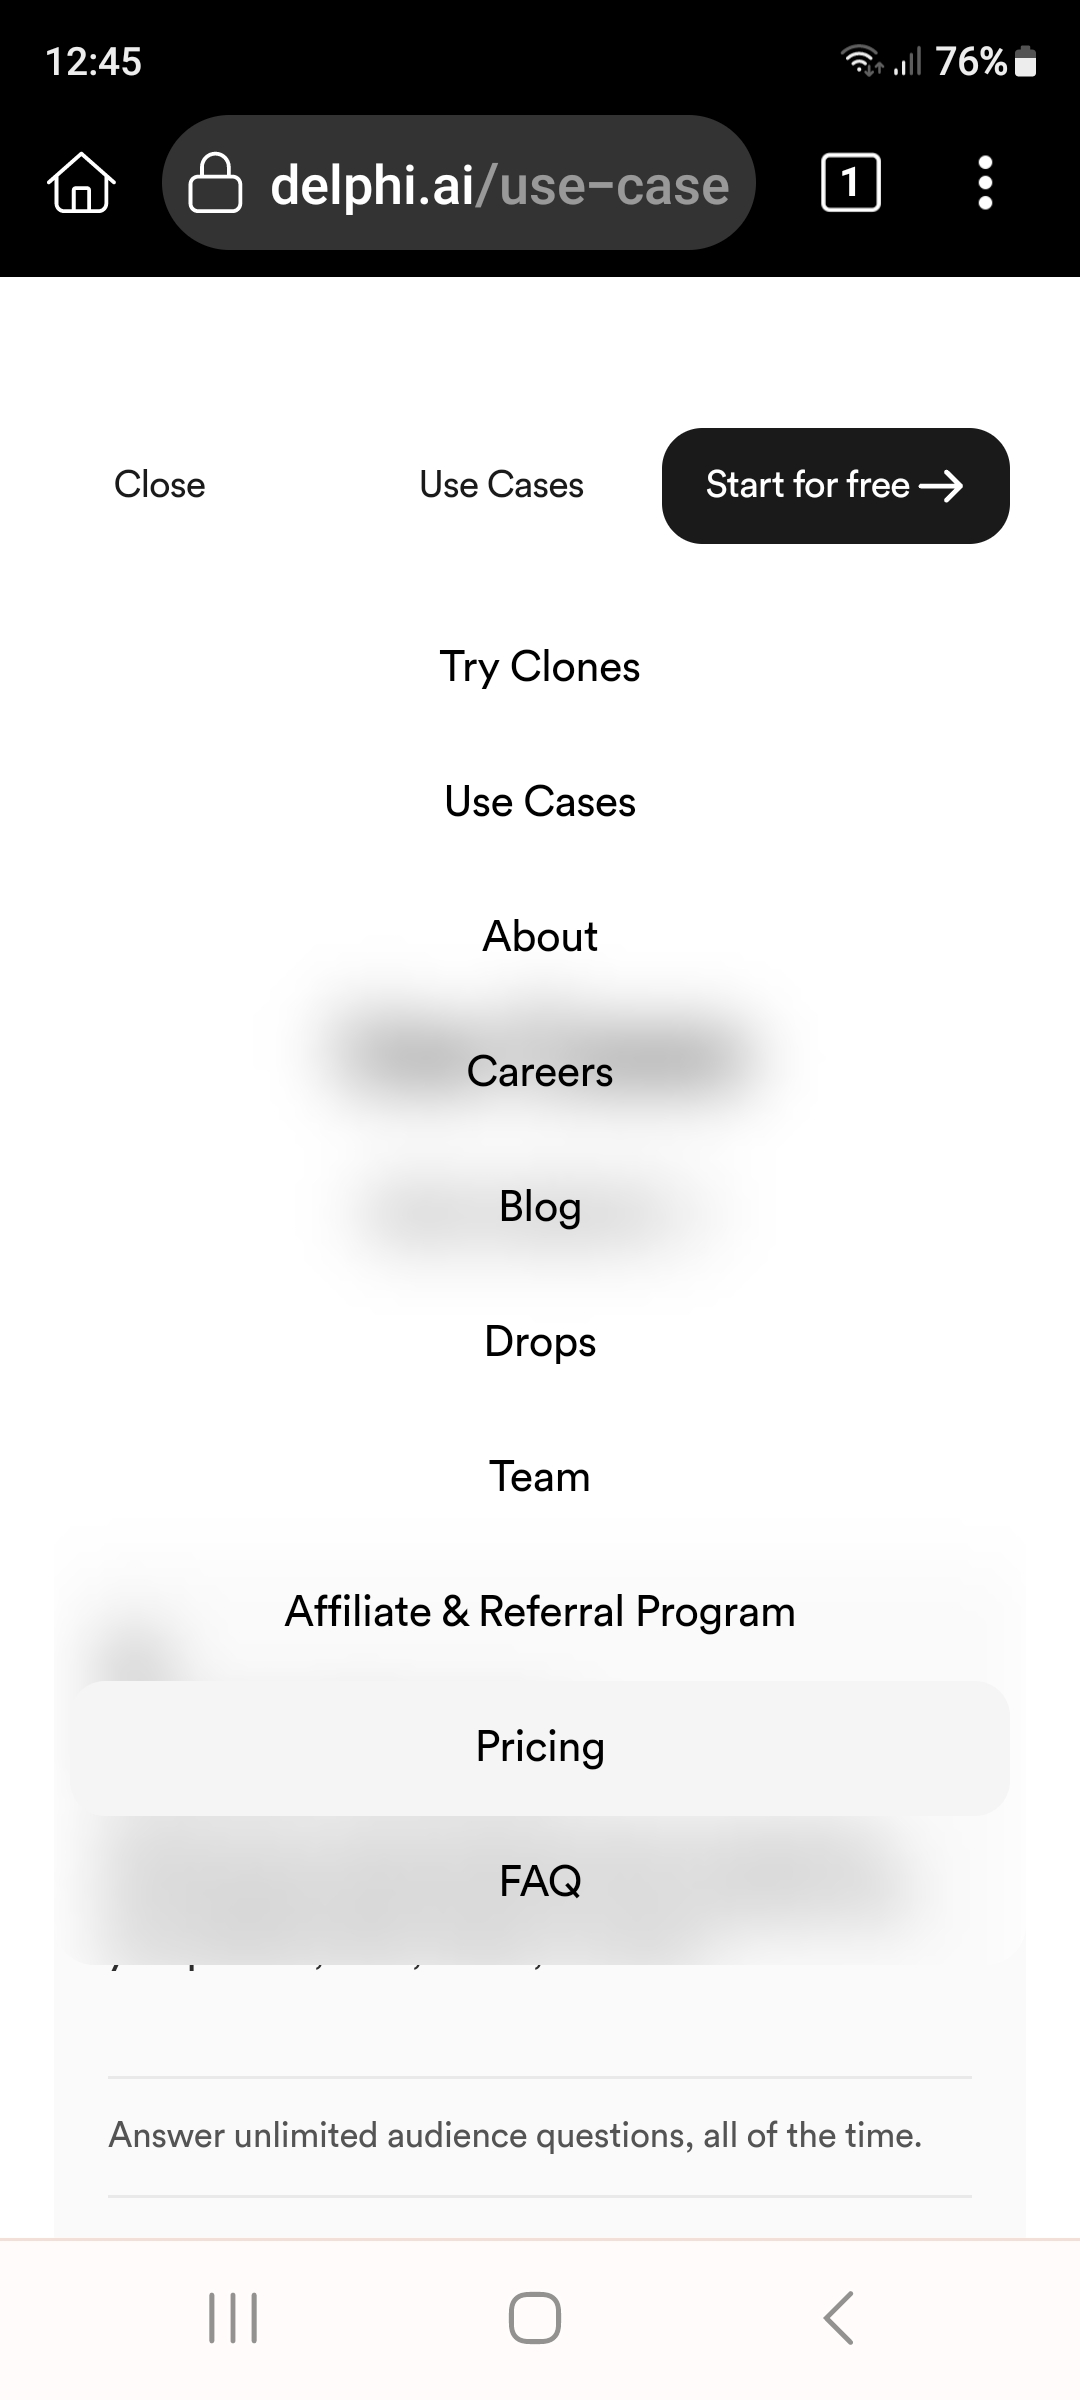 12:45
76%
delphi.ai/use-case
1
Close
Use Cases
Start for free
Try Clones
Use Cases
About
Careers
Blog
Drops
Team
Affiliate & Referral Program
Pricing
FAQ
Answer unlimited audience questions, all of the time.